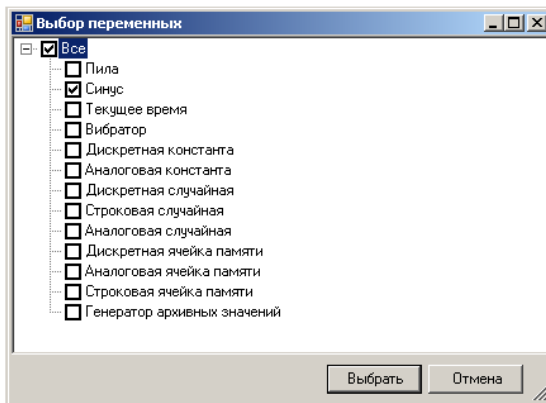 Выбор переменных
Все
Пила
Синус
Текущее время
Вибратор
Дискретная константа
Аналоговая константа
Дискретная случайная
Строковая случайная
Аналоговая случайная
Дискретная ячейка памяти
Аналоговая ячейка памяти
Строковая ячейка памяти
Генератор архивных значений
Выбрать Отмена